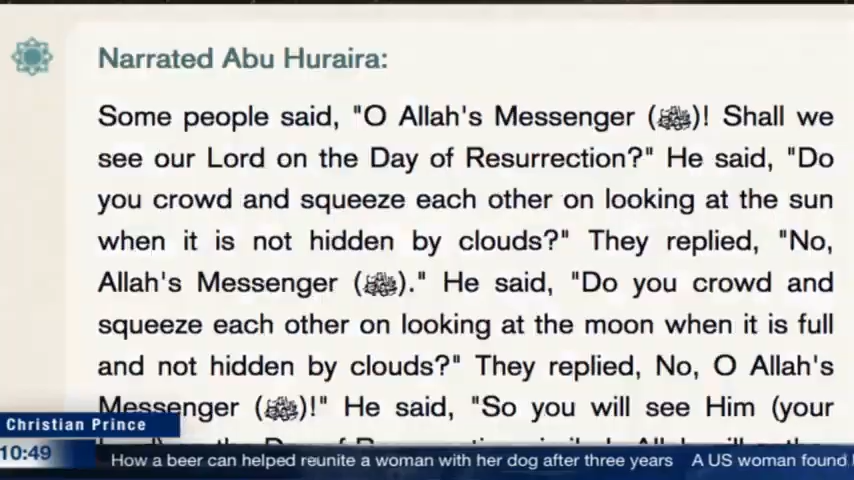 Narrated Abu Huraira:
Some people said, "O Allah's Messenger (ﷺ)! Shall we
see our Lord on the Day of Resurrection?" He said, "Do
you crowd and squeeze each other on looking at the sun
when it is not hidden by clouds?" They replied, "No,
Allah's Messenger (ﷺ)." He said, "Do you crowd and
squeeze each other on looking at the moon when it is full
and not hidden by clouds?" They replied, No, O Allah's
Messenger (ﷺ)!" He said, "So you will see Him (your
Christian Prince
10:49
How a beer can helped reunite a woman with her dog after three years A US woman found